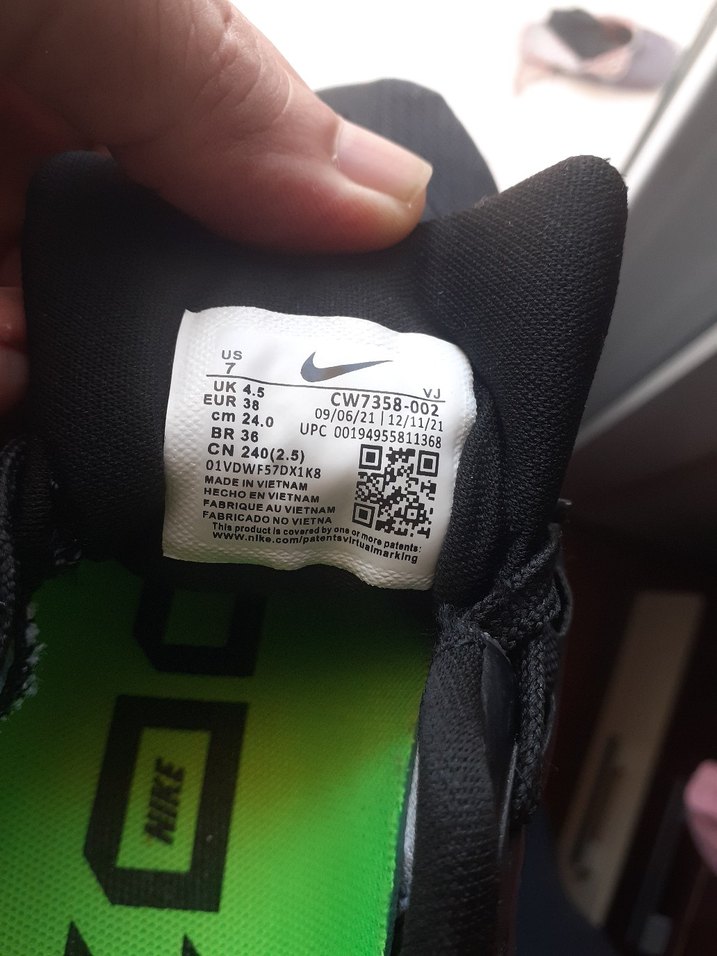 US
7
VJ
UK 4.5
CW7358-002
EUR 38
09/06/21 | 12/11/21
cm 24.0
UPC 00194955811368
BR 36
CN 240(2.5)
01VDWF57DX1K8
MADE IN VIETNAM
HECHO EN VIETNAM
FABRIQUE AU VIETNAM
FABRICADO NO VIETNA
This product is covered by one or more patents:
www.nike.com/patentsvirtualmarking
NIKE